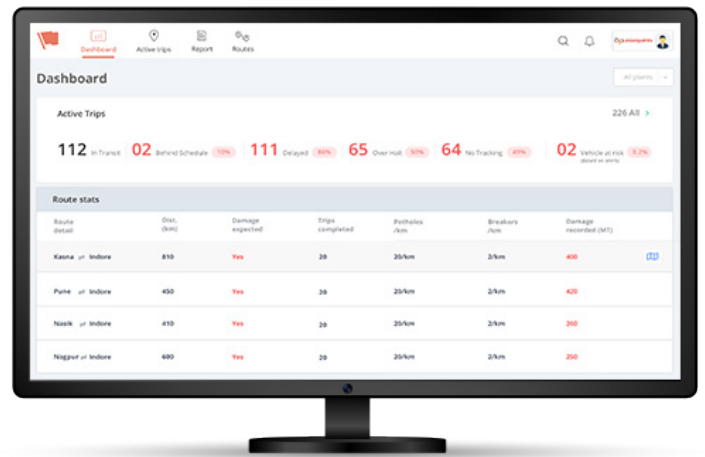 Dashboard
Active trips
Report
Routes
Dashboard
All plants
Active Trips
226 All >
112 In Transit
02 Behind Schedule 10%
111 Delayed 80%
65 Over Halt 50%
64 No Tracking 40%
02 Vehicle at risk 0.2%
Route stats
Route detail
Dist. (km)
Damage expected
Trips completed
Potholes /km
Breakers /km
Damage recorded (MT)
Kasna ⇌ Indore 810 Yes 20 20/km 2/km 400
Pune ⇌ Indore 450 Yes 20 20/km 2/km 420
Nasik ⇌ Indore 410 Yes 20 20/km 2/km 260
Nagpur ⇌ Indore 600 Yes 20 20/km 2/km 250